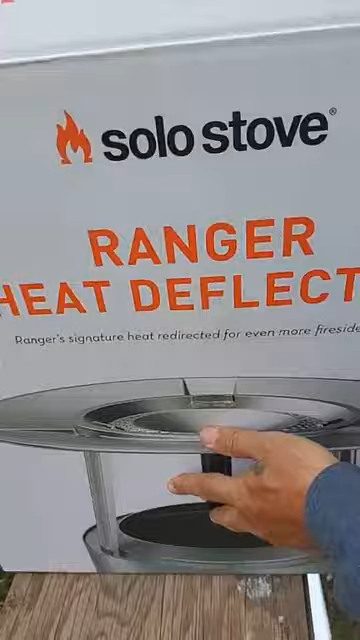 solo stove®
RANGER
HEAT DEFLECT
Ranger's signature heat redirected for even more fireside